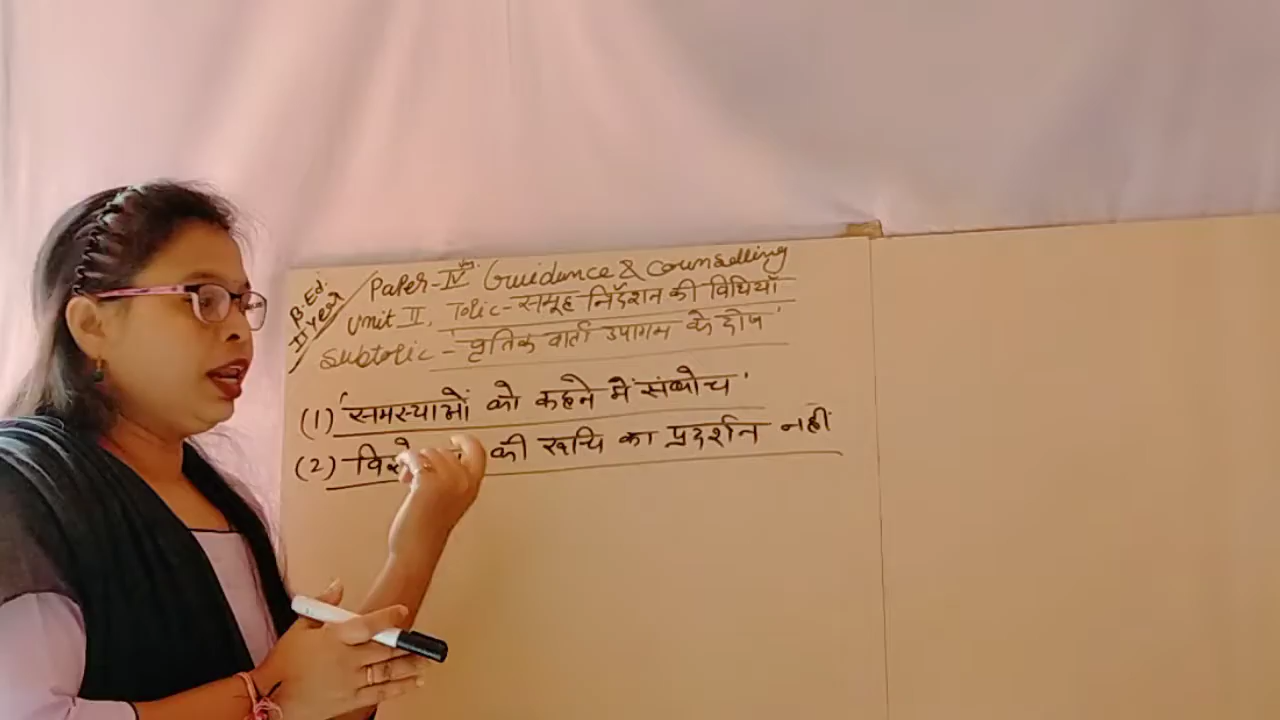 B.Ed. II year
Paper-IV Guidance & Counselling
Unit II, Topic - समूह निर्देशन की विधियाँ
Subtopic - 'वृतिक वार्ता उपागम के दोष'
(1) 'समस्याओं को कहने में संकोच'
(2) की रूचि का प्रदर्शन नहीं